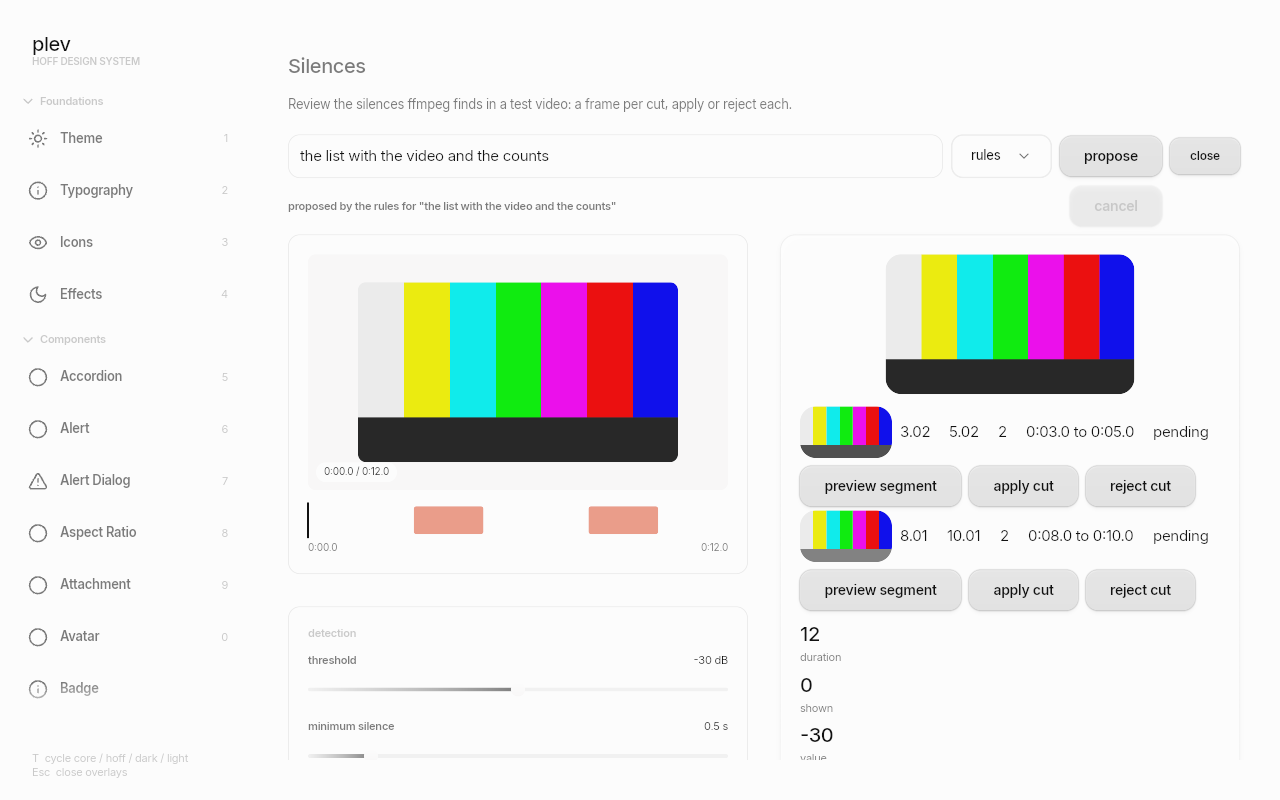 plev
HOFF DESIGN SYSTEM
Foundations
Theme 1
Typography 2
Icons 3
Effects 4
Components
Accordion 5
Alert 6
Alert Dialog 7
Aspect Ratio 8
Attachment 9
Avatar 0
Badge
T cycle core / hoff / dark / light
Esc close overlays
Silences
Review the silences ffmpeg finds in a test video: a frame per cut, apply or reject each.
the list with the video and the counts
rules
propose
close
proposed by the rules for "the list with the video and the counts"
cancel
0:00.0 / 0:12.0
0:00.0 0:12.0
detection
threshold -30 dB
minimum silence 0.5 s
3.02 5.02 2 0:03.0 to 0:05.0 pending
preview segment apply cut reject cut
8.01 10.01 2 0:08.0 to 0:10.0 pending
preview segment apply cut reject cut
12
duration
0
shown
-30
value